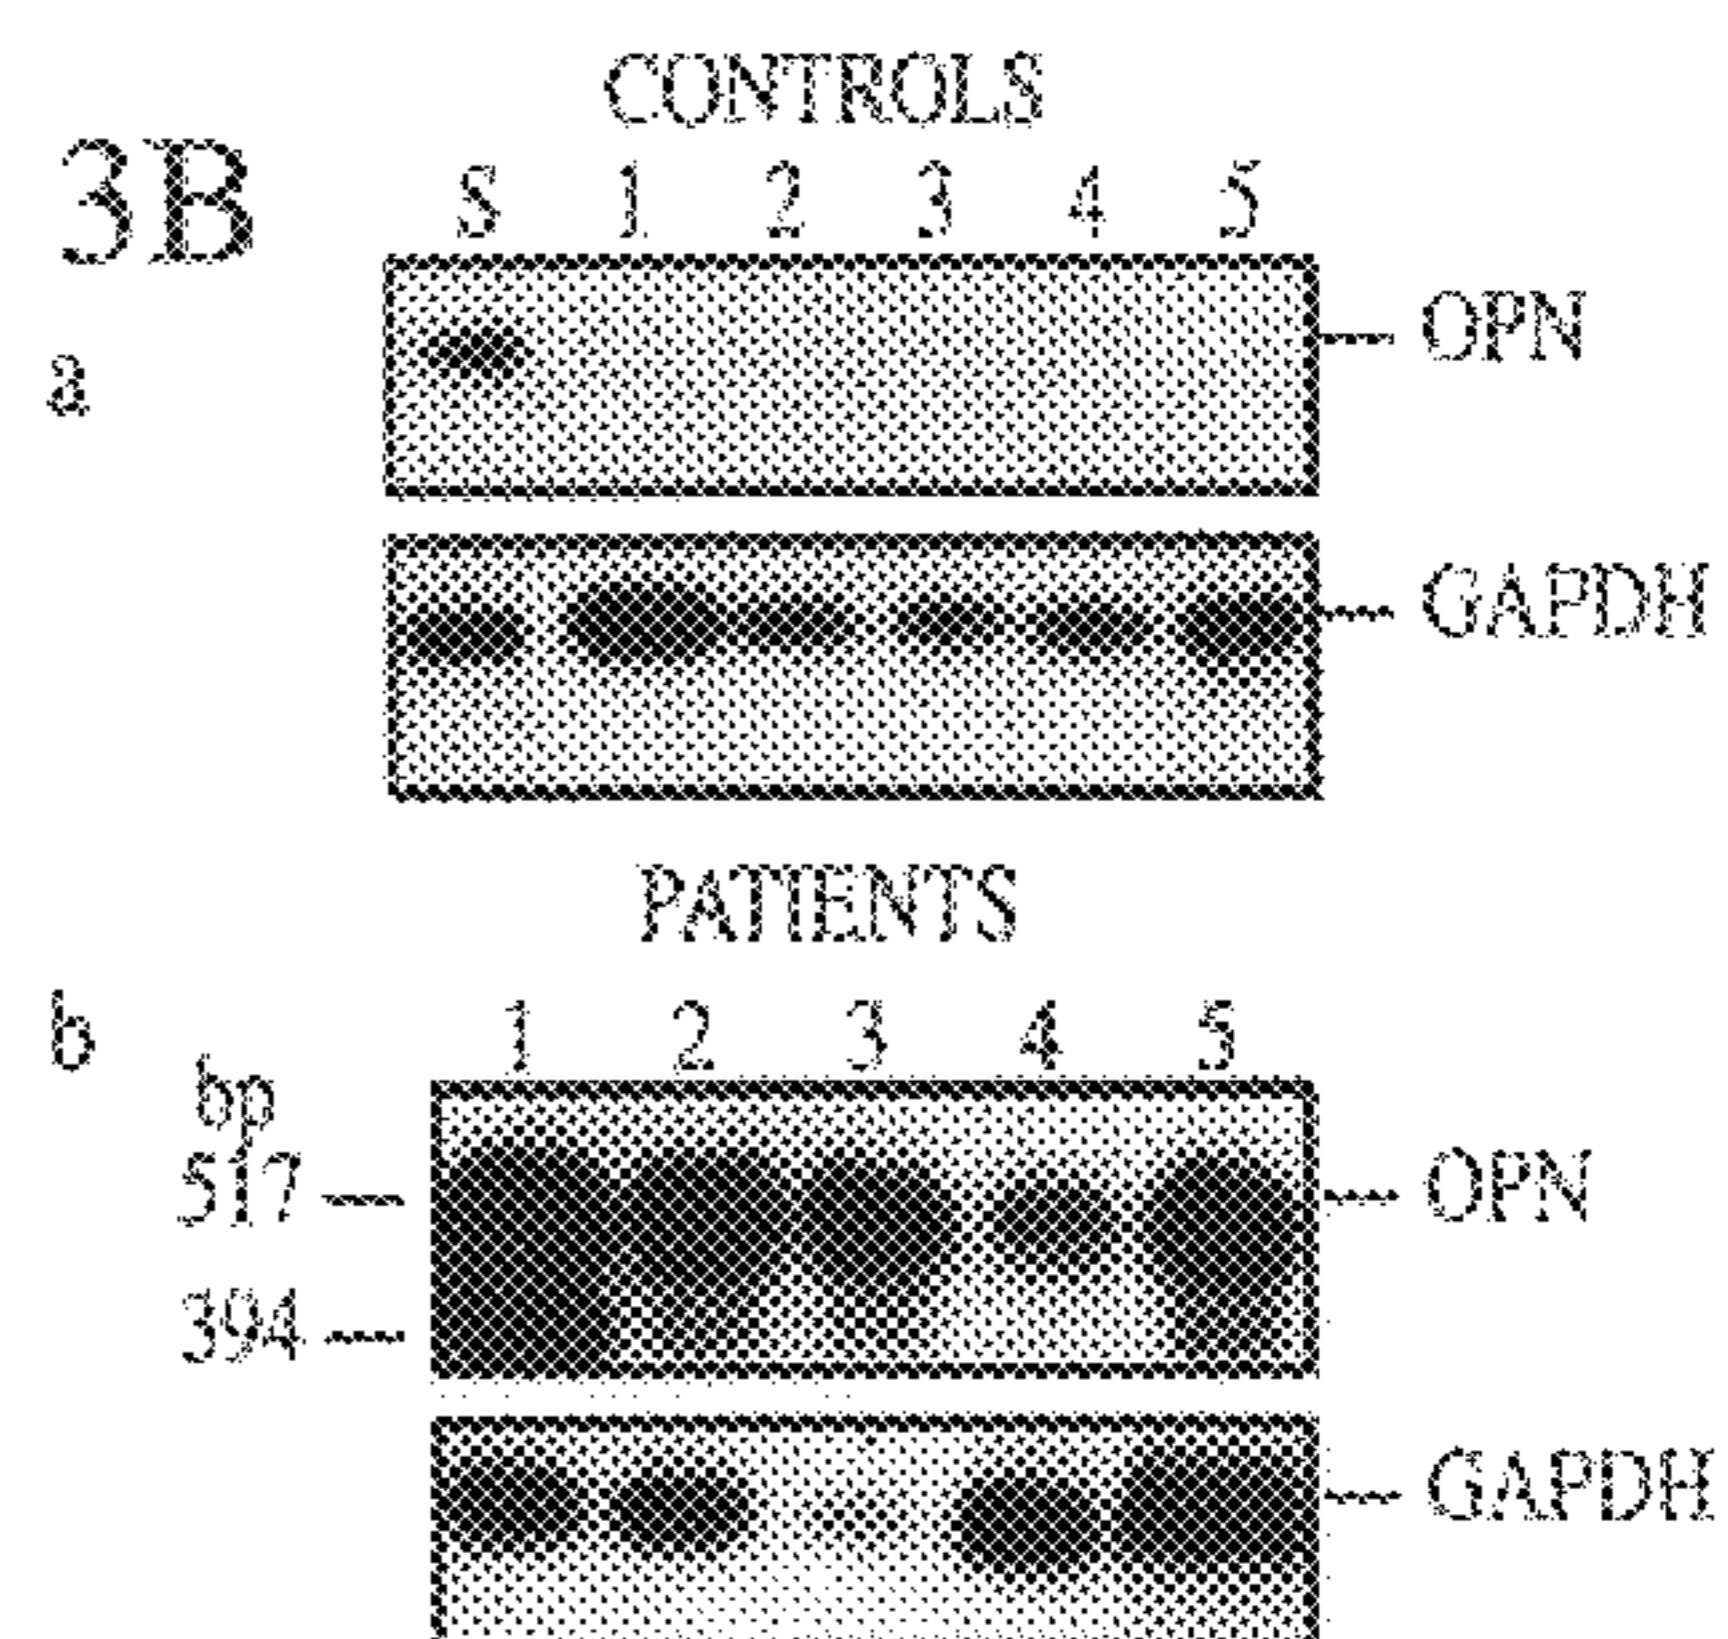 CONTROLS
3B
S 1 2 3 4 5
a
OPN
GAPDH
PATIENTS
b
1 2 3 4 5
bp
517
OPN
394
GAPDH